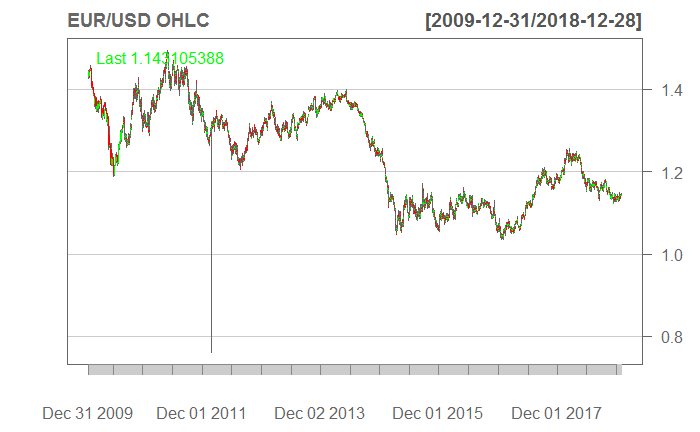 EUR/USD OHLC [2009-12-31/2018-12-28]
Last 1.143105388
1.4
1.2
1.0
0.8
Dec 31 2009 Dec 01 2011 Dec 02 2013 Dec 01 2015 Dec 01 2017